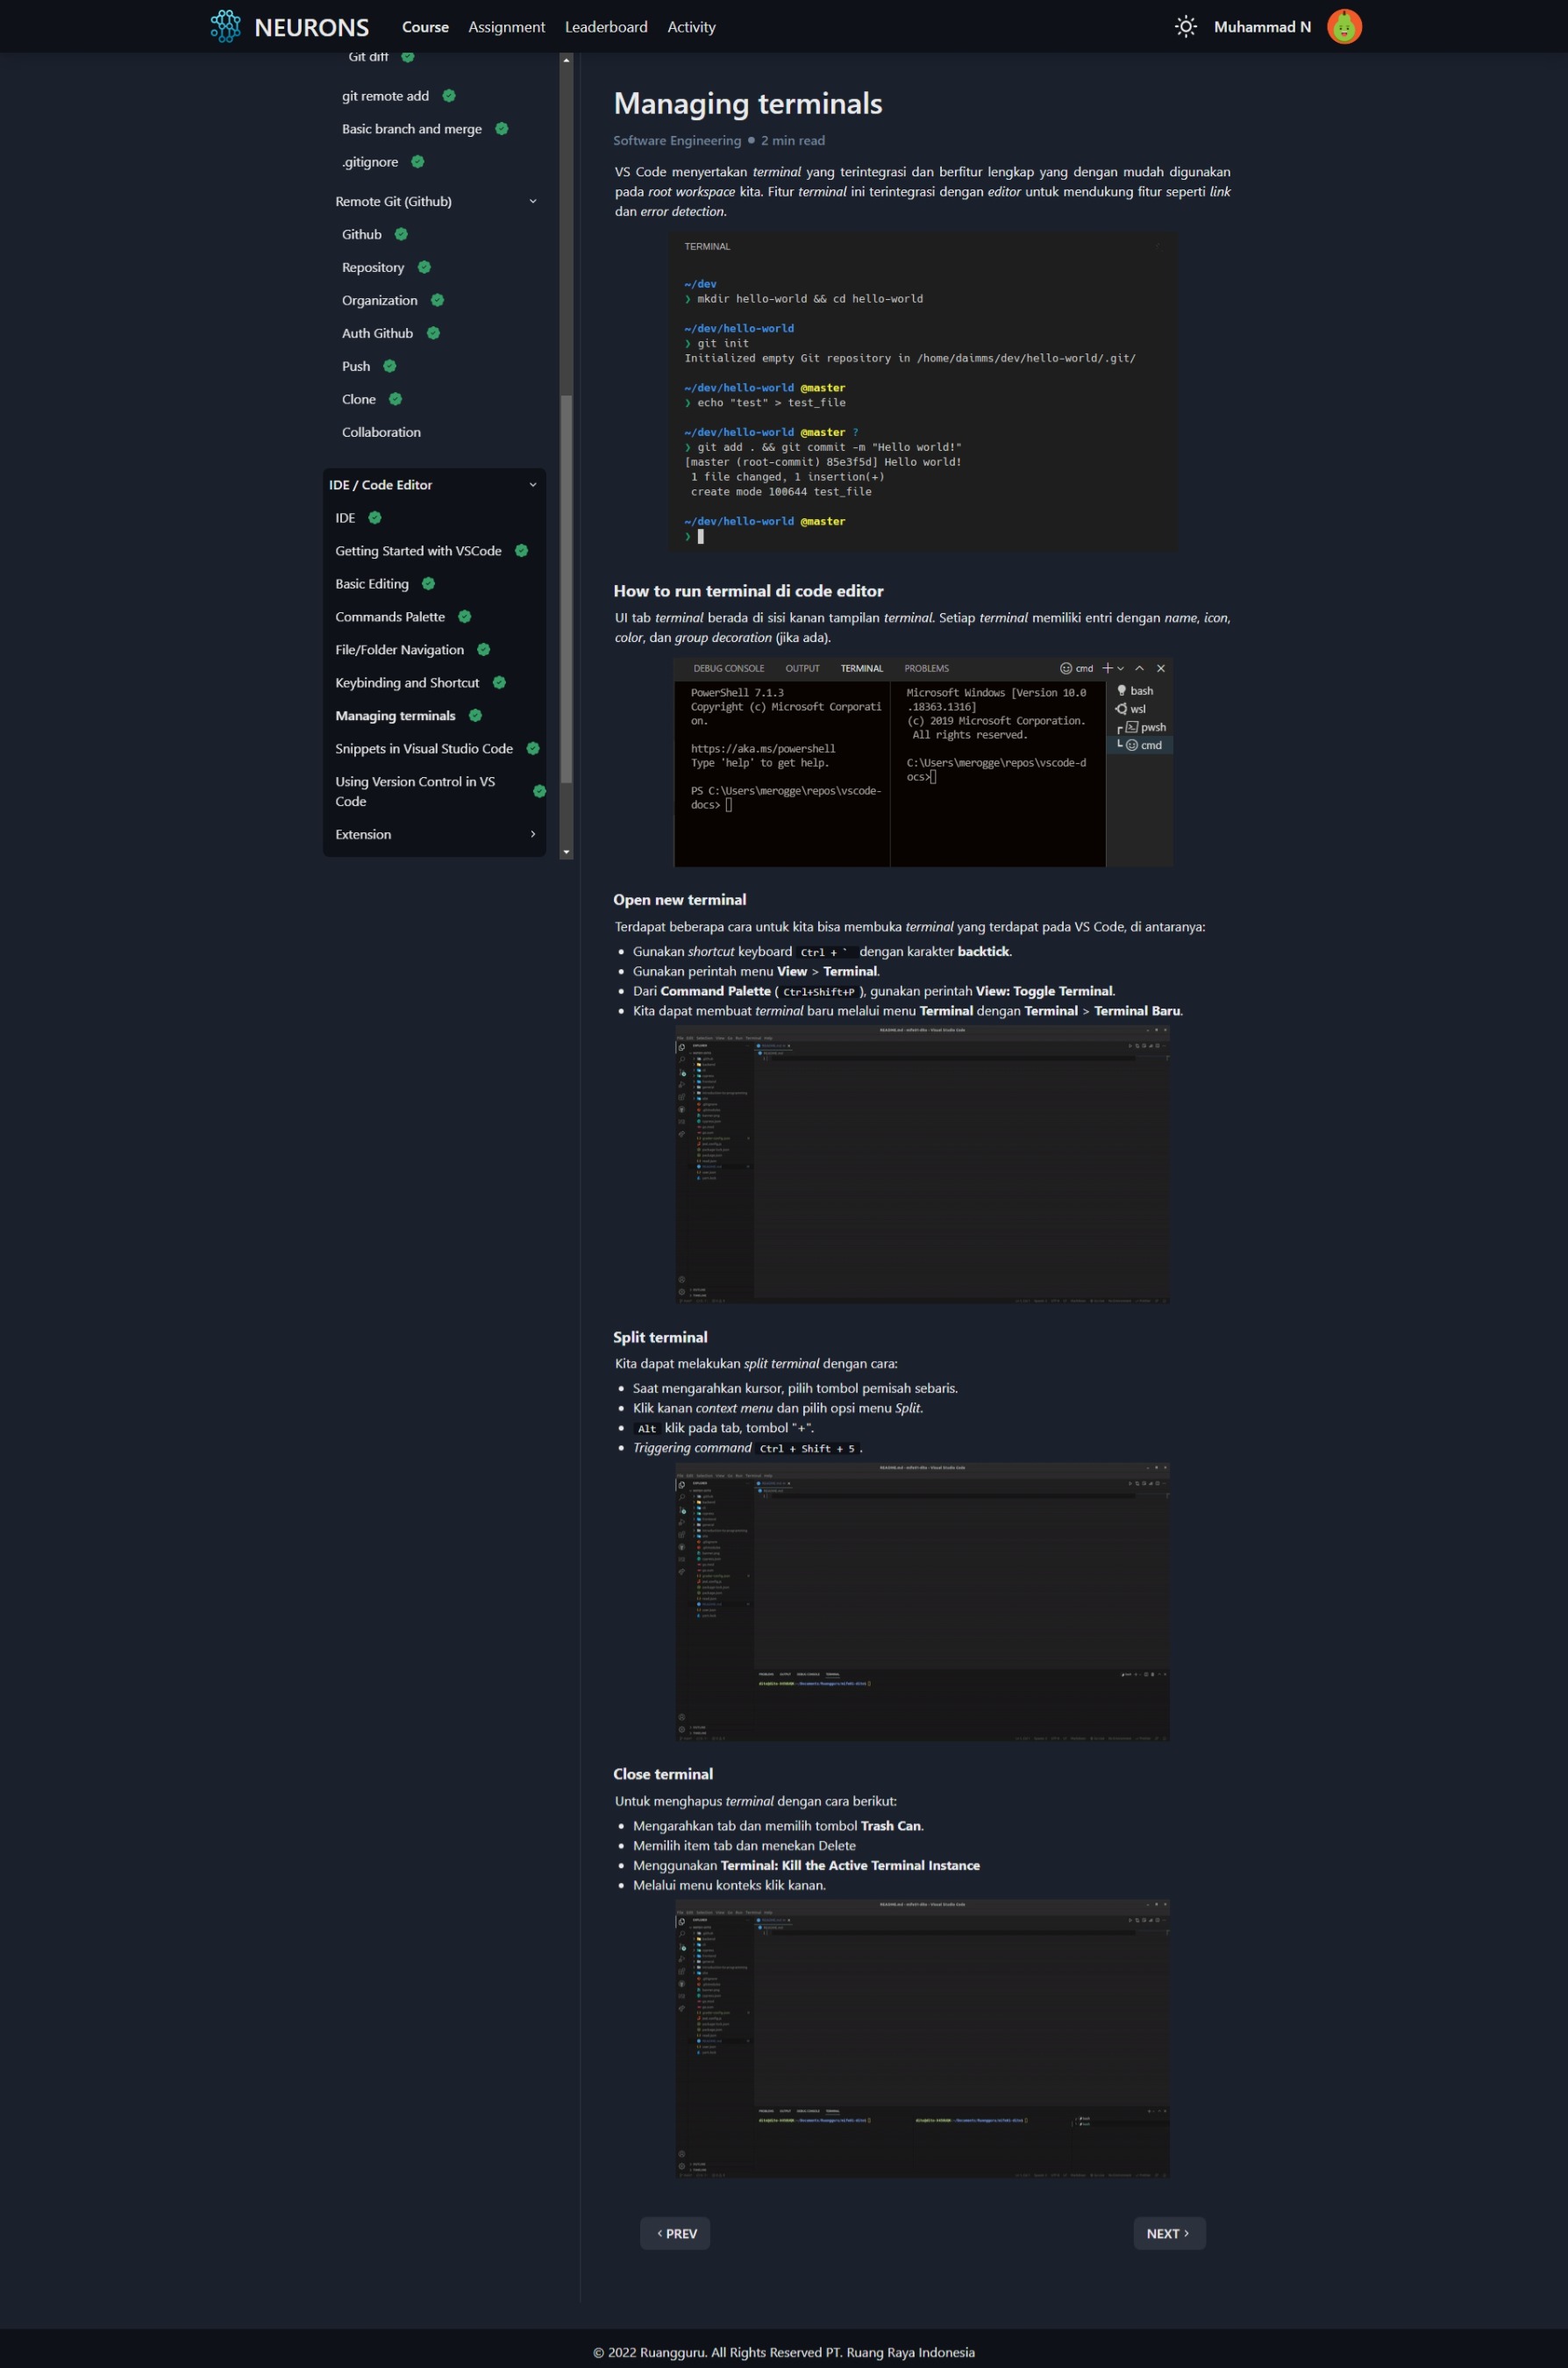 NEURONS
Course Assignment Leaderboard Activity
Muhammad N
Git diff
git remote add
Basic branch and merge
.gitignore
Remote Git (Github)
Github
Repository
Organization
Auth Github
Push
Clone
Collaboration
IDE / Code Editor
IDE
Getting Started with VSCode
Basic Editing
Commands Palette
File/Folder Navigation
Keybinding and Shortcut
Managing terminals
Snippets in Visual Studio Code
Using Version Control in VS
Code
Extension
Managing terminals
Software Engineering • 2 min read
VS Code menyertakan terminal yang terintegrasi dan berfitur lengkap yang dengan mudah digunakan
pada root workspace kita. Fitur terminal ini terintegrasi dengan editor untuk mendukung fitur seperti link
dan error detection.
TERMINAL
~/dev
❯ mkdir hello-world && cd hello-world
~/dev/hello-world
❯ git init
Initialized empty Git repository in /home/daimms/dev/hello-world/.git/
~/dev/hello-world @master
❯ echo "test" > test_file
~/dev/hello-world @master ?
❯ git add . && git commit -m "Hello world!"
[master (root-commit) 85e3f5d] Hello world!
1 file changed, 1 insertion(+)
create mode 100644 test_file
~/dev/hello-world @master
❯
How to run terminal di code editor
UI tab terminal berada di sisi kanan tampilan terminal. Setiap terminal memiliki entri dengan name, icon,
color, dan group decoration (jika ada).
DEBUG CONSOLE OUTPUT TERMINAL PROBLEMS cmd
PowerShell 7.1.3
Copyright (c) Microsoft Corporati
on.
https://aka.ms/powershell
Type 'help' to get help.
PS C:\Users\merogge\repos\vscode-
docs>
Microsoft Windows [Version 10.0
.18363.1316]
(c) 2019 Microsoft Corporation.
All rights reserved.
C:\Users\merogge\repos\vscode-d
ocs>
bash
wsl
pwsh
cmd
Open new terminal
Terdapat beberapa cara untuk kita bisa membuka terminal yang terdapat pada VS Code, di antaranya:
• Gunakan shortcut keyboard Ctrl + ` dengan karakter backtick.
• Gunakan perintah menu View > Terminal.
• Dari Command Palette ( Ctrl+Shift+P ), gunakan perintah View: Toggle Terminal.
• Kita dapat membuat terminal baru melalui menu Terminal dengan Terminal > Terminal Baru.
Split terminal
Kita dapat melakukan split terminal dengan cara:
• Saat mengarahkan kursor, pilih tombol pemisah sebaris.
• Klik kanan context menu dan pilih opsi menu Split.
• Alt klik pada tab, tombol "+".
• Triggering command Ctrl + Shift + 5 .
Close terminal
Untuk menghapus terminal dengan cara berikut:
• Mengarahkan tab dan memilih tombol Trash Can.
• Memilih item tab dan menekan Delete
• Menggunakan Terminal: Kill the Active Terminal Instance
• Melalui menu konteks klik kanan.
‹ PREV
NEXT ›
© 2022 Ruangguru. All Rights Reserved PT. Ruang Raya Indonesia